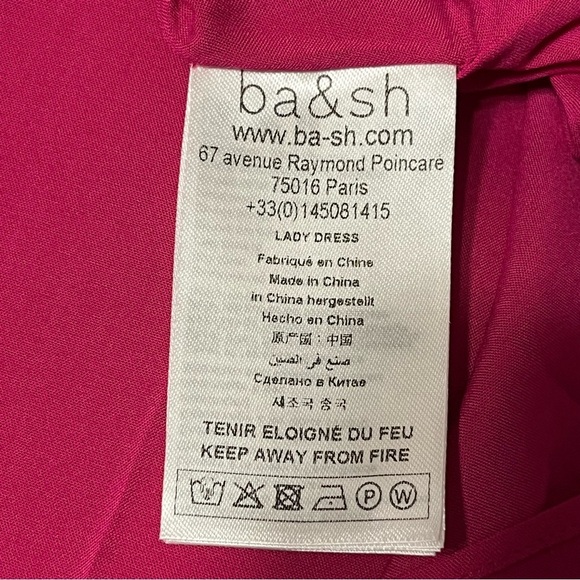 ba&sh
www.ba-sh.com
67 avenue Raymond Poincare
75016 Paris
+33(0)145081415
LADY DRESS
Fabriqué en Chine
Made in China
in China hergestellt
Hecho en China
原产国：中国
صنع في الصين
Сделано в Китае
제조국 중국
TENIR ELOIGNÉ DU FEU
KEEP AWAY FROM FIRE
P W